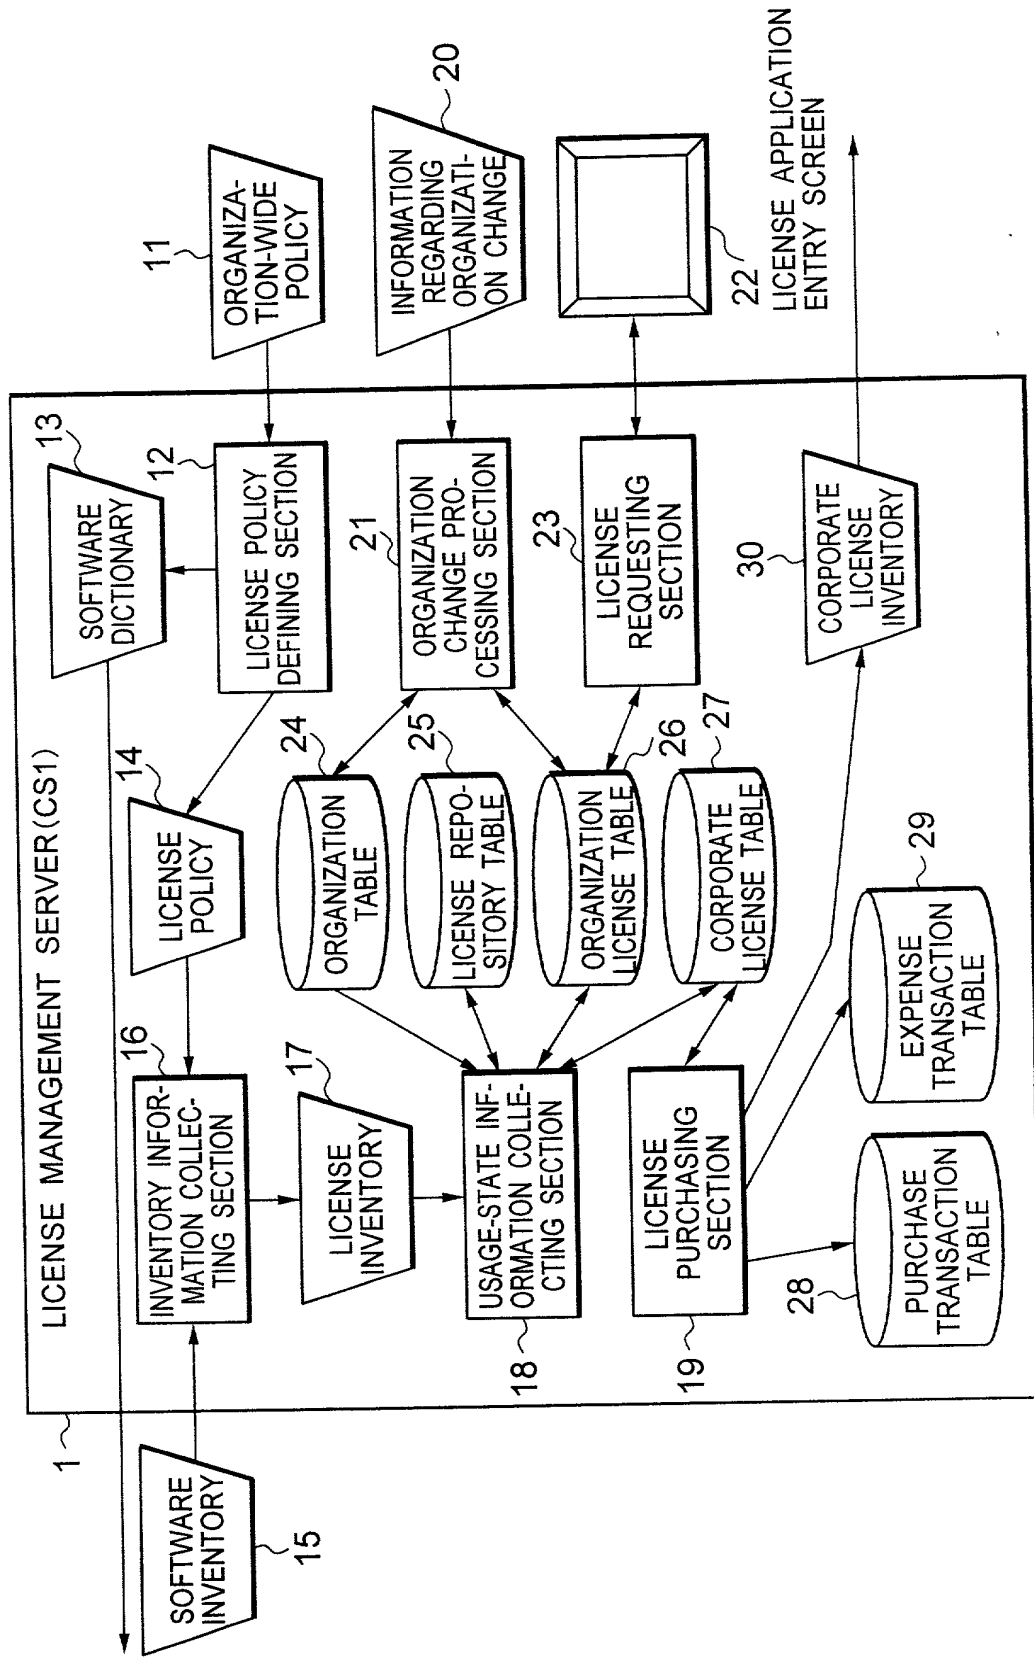 LICENSE MANAGEMENT SERVER(CS1)
1
SOFTWARE
INVENTORY
15
INVENTORY INFOR-
MATION COLLEC-
TING SECTION
16
LICENSE
POLICY
14
SOFTWARE
DICTIONARY
13
LICENSE POLICY
DEFINING SECTION
12
ORGANIZA-
TION-WIDE
POLICY
11
LICENSE
INVENTORY
17
ORGANIZATION
TABLE
24
ORGANIZATION
CHANGE PRO-
CESSING SECTION
21
INFORMATION
REGARDING
ORGANIZATI-
ON CHANGE
20
USAGE-STATE INF-
ORMATION COLLE-
CTING SECTION
18
LICENSE REPO-
SITORY TABLE
25
ORGANIZATION
LICENSE TABLE
26
LICENSE
REQUESTING
SECTION
23
22
LICENSE
PURCHASING
SECTION
19
CORPORATE
LICENSE TABLE
27
LICENSE APPLICATION
ENTRY SCREEN
PURCHASE
TRANSACTION
TABLE
28
EXPENSE
TRANSACTION
TABLE
29
CORPORATE
LICENSE
INVENTORY
30